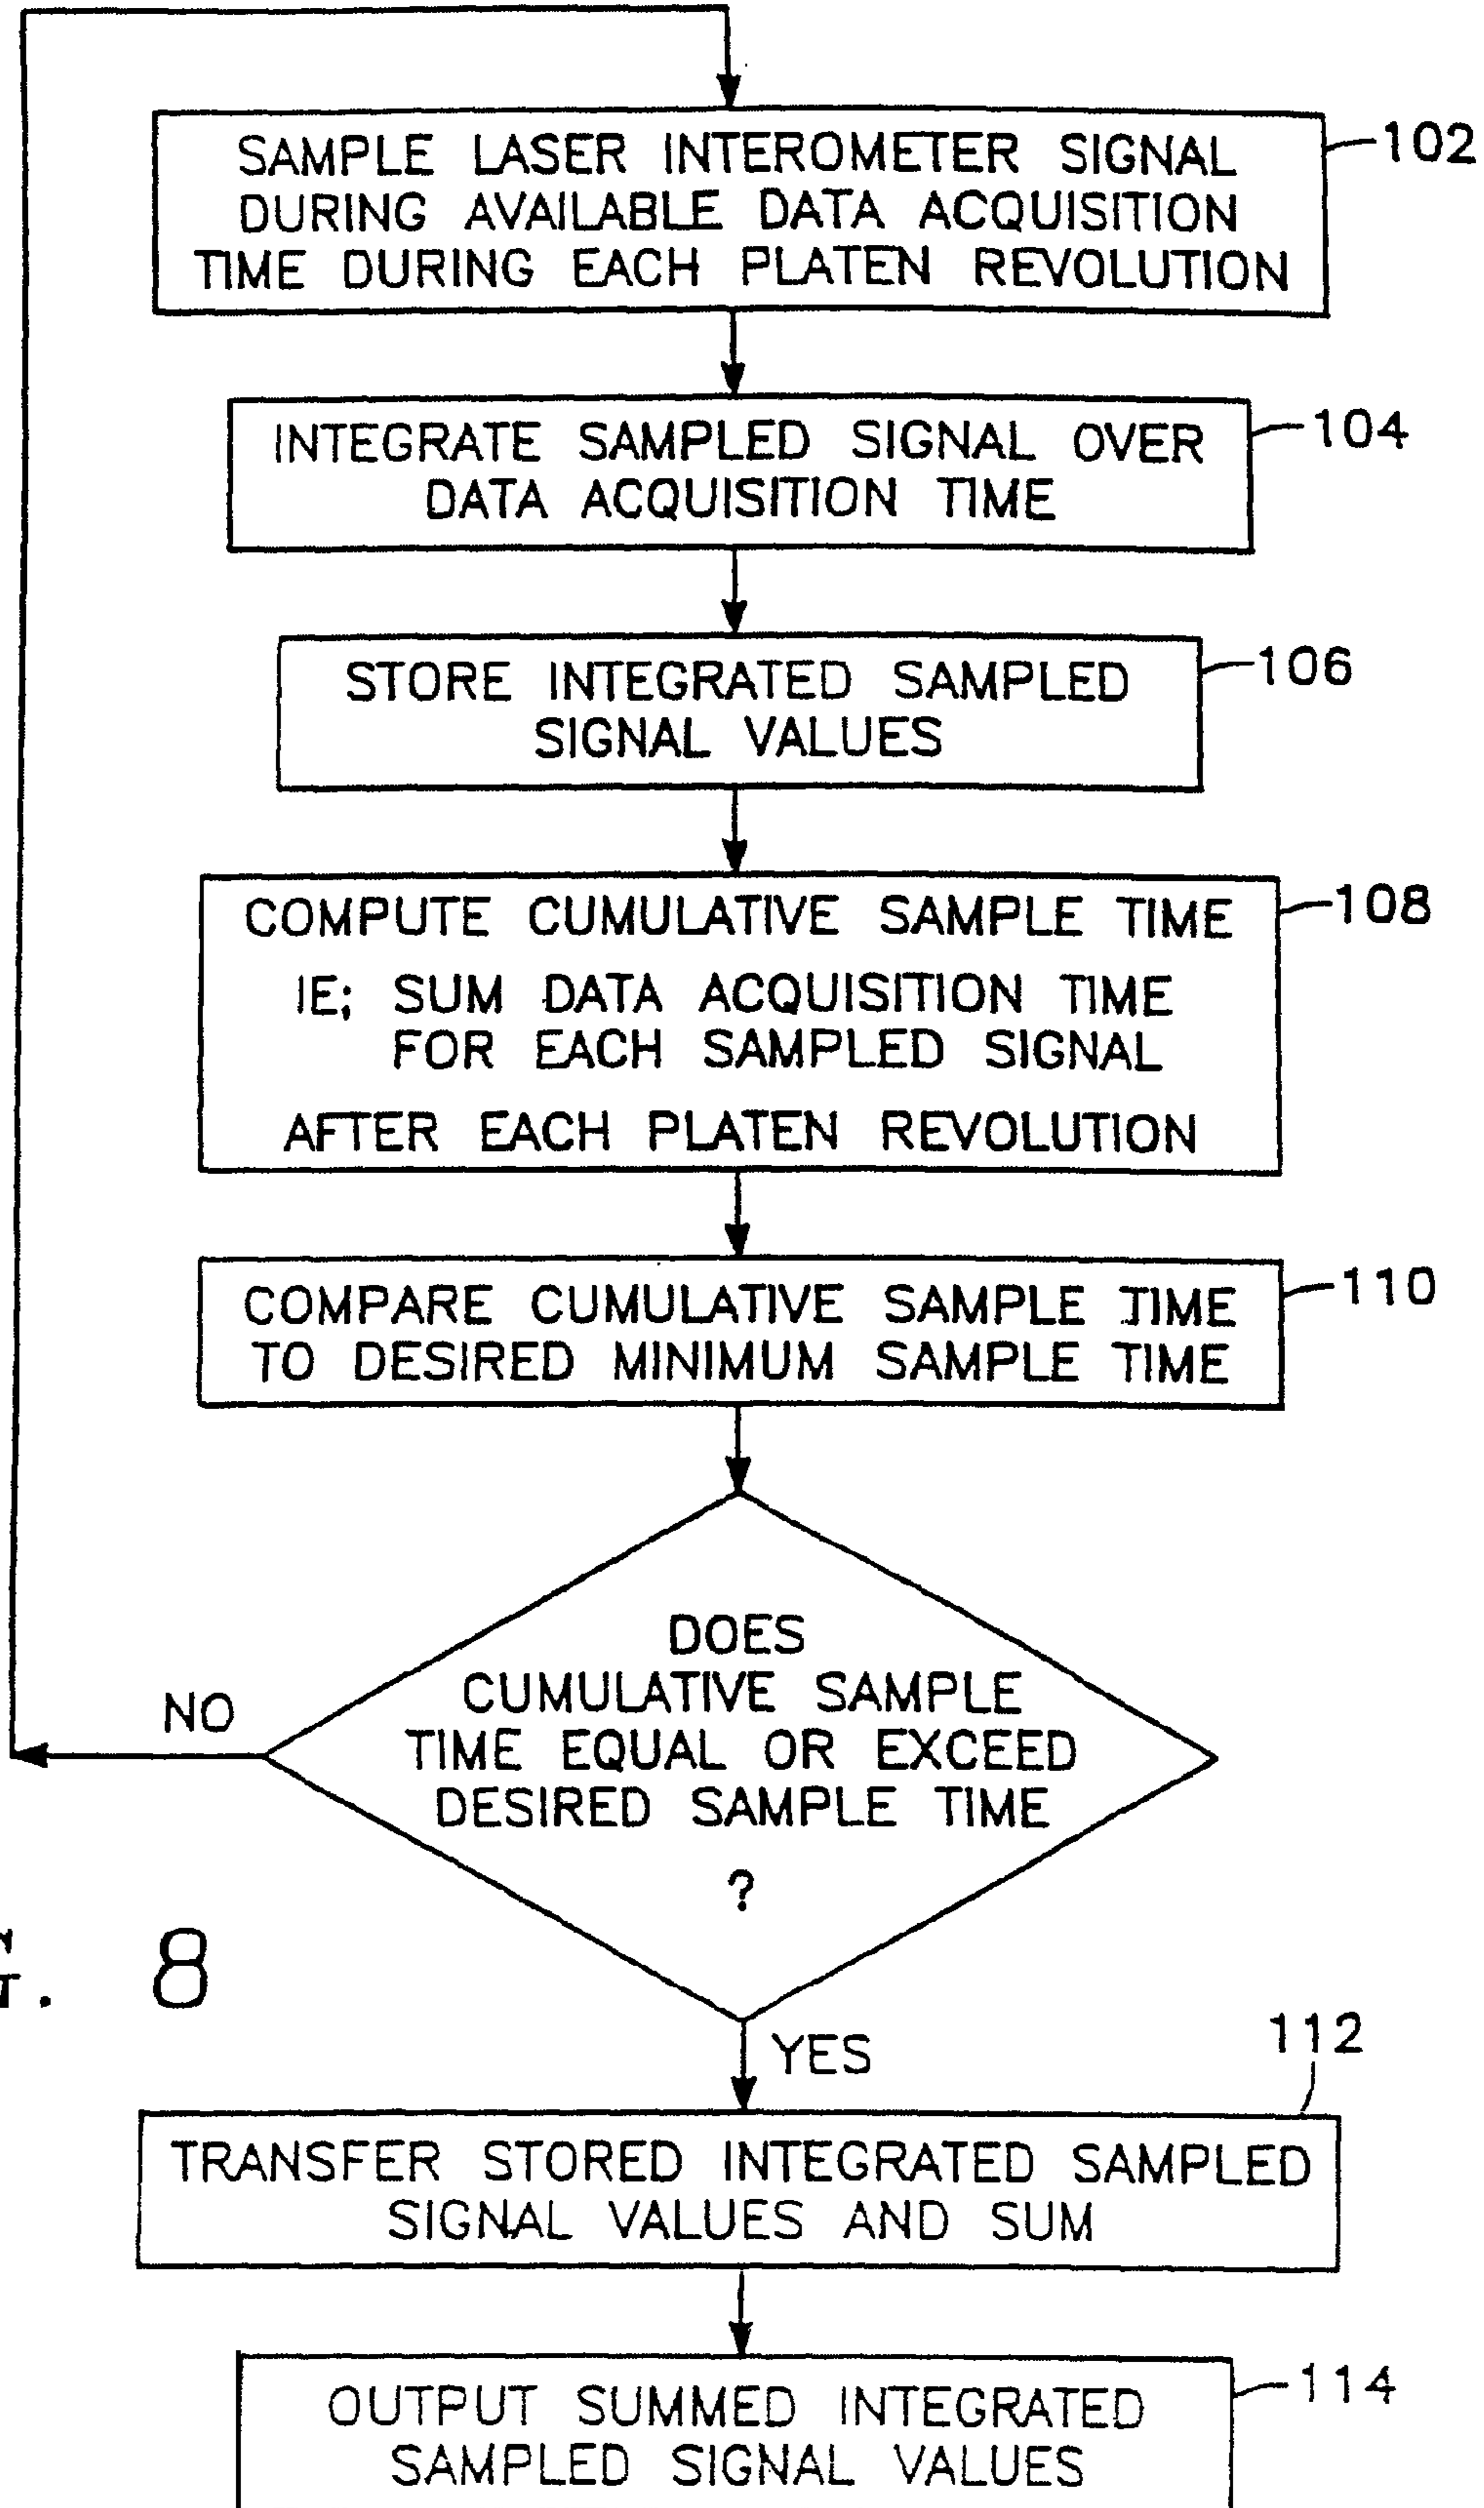 SAMPLE LASER INTEROMETER SIGNAL
DURING AVAILABLE DATA ACQUISITION
TIME DURING EACH PLATEN REVOLUTION
102
INTEGRATE SAMPLED SIGNAL OVER
DATA ACQUISITION TIME
104
STORE INTEGRATED SAMPLED
SIGNAL VALUES
106
COMPUTE CUMULATIVE SAMPLE TIME
IE; SUM DATA ACQUISITION TIME
FOR EACH SAMPLED SIGNAL
AFTER EACH PLATEN REVOLUTION
108
COMPARE CUMULATIVE SAMPLE TIME
TO DESIRED MINIMUM SAMPLE TIME
110
DOES
CUMULATIVE SAMPLE
TIME EQUAL OR EXCEED
DESIRED SAMPLE TIME
?
NO
8
YES
112
TRANSFER STORED INTEGRATED SAMPLED
SIGNAL VALUES AND SUM
OUTPUT SUMMED INTEGRATED
SAMPLED SIGNAL VALUES
114